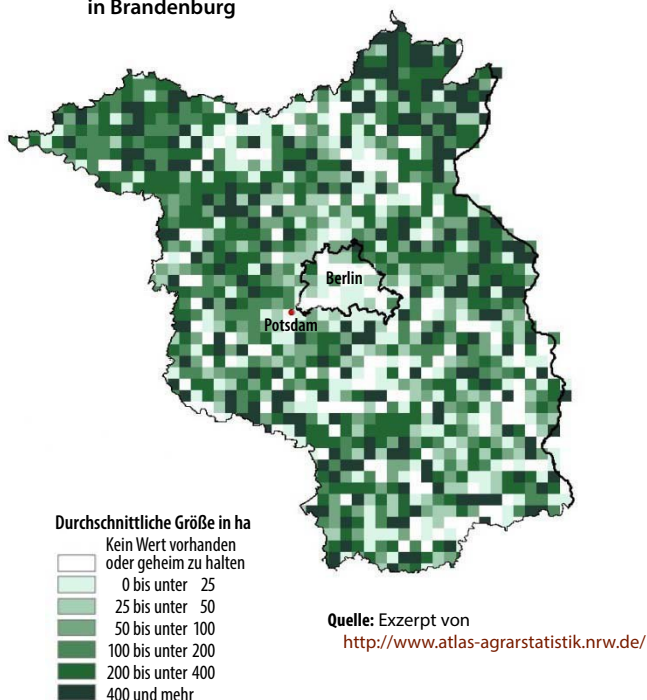 in Brandenburg
Berlin
Potsdam
Durchschnittliche Größe in ha
Kein Wert vorhanden
oder geheim zu halten
0 bis unter 25
25 bis unter 50
50 bis unter 100
100 bis unter 200
200 bis unter 400
400 und mehr
Quelle: Exzerpt von
http://www.atlas-agrarstatistik.nrw.de/